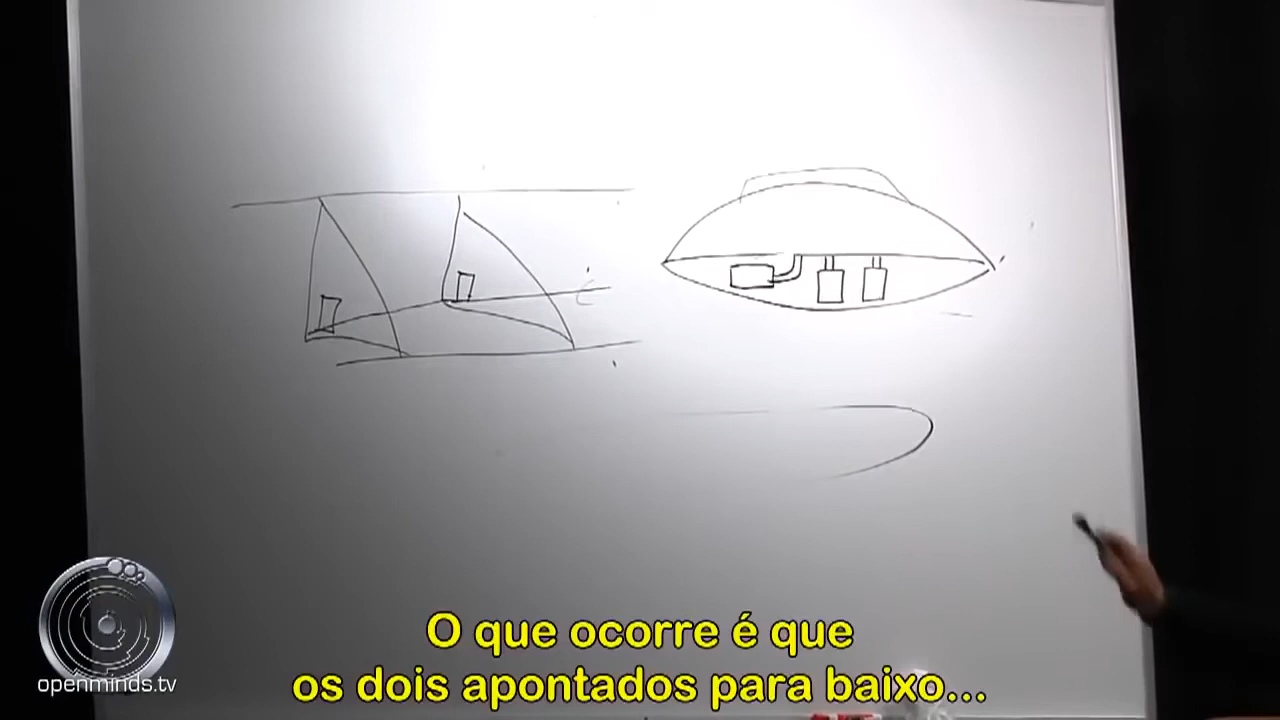 openminds.tv
O que ocorre é que
os dois apontados para baixo...